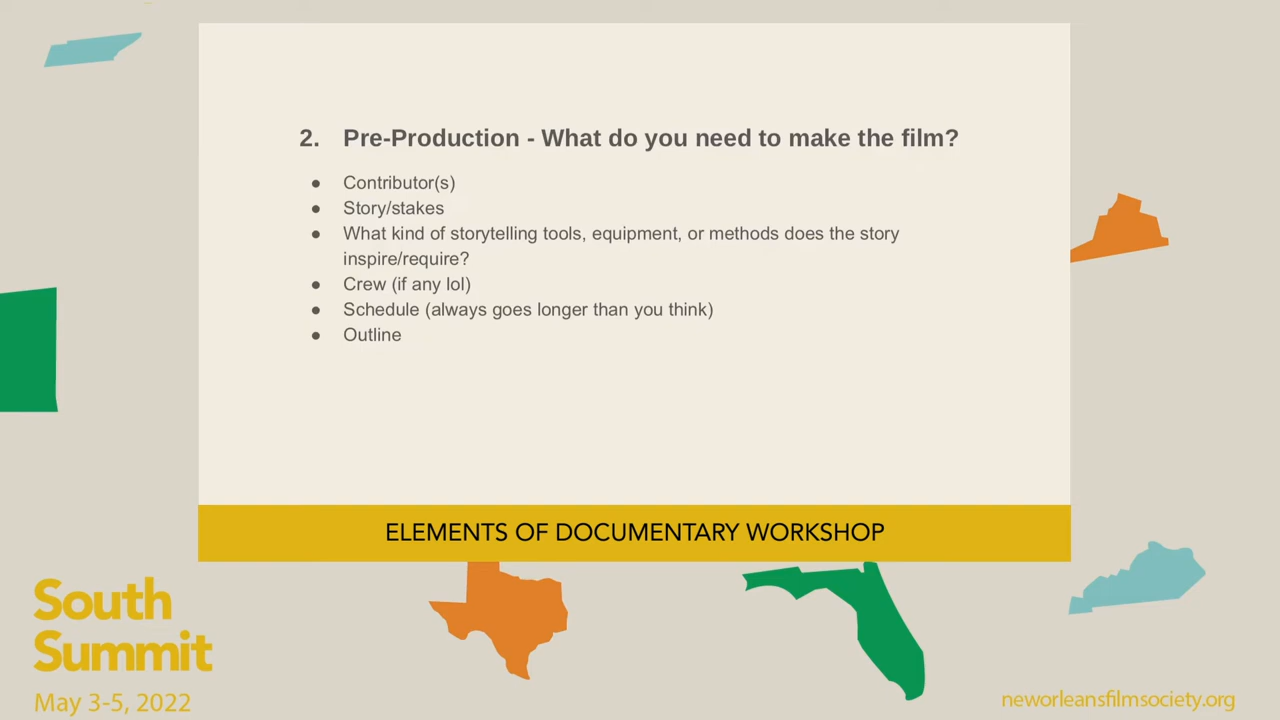 2. Pre-Production - What do you need to make the film?
● Contributor(s)
● Story/stakes
● What kind of storytelling tools, equipment, or methods does the story
inspire/require?
● Crew (if any lol)
● Schedule (always goes longer than you think)
● Outline
ELEMENTS OF DOCUMENTARY WORKSHOP
South
Summit
May 3-5, 2022
neworleansfilmsociety.org